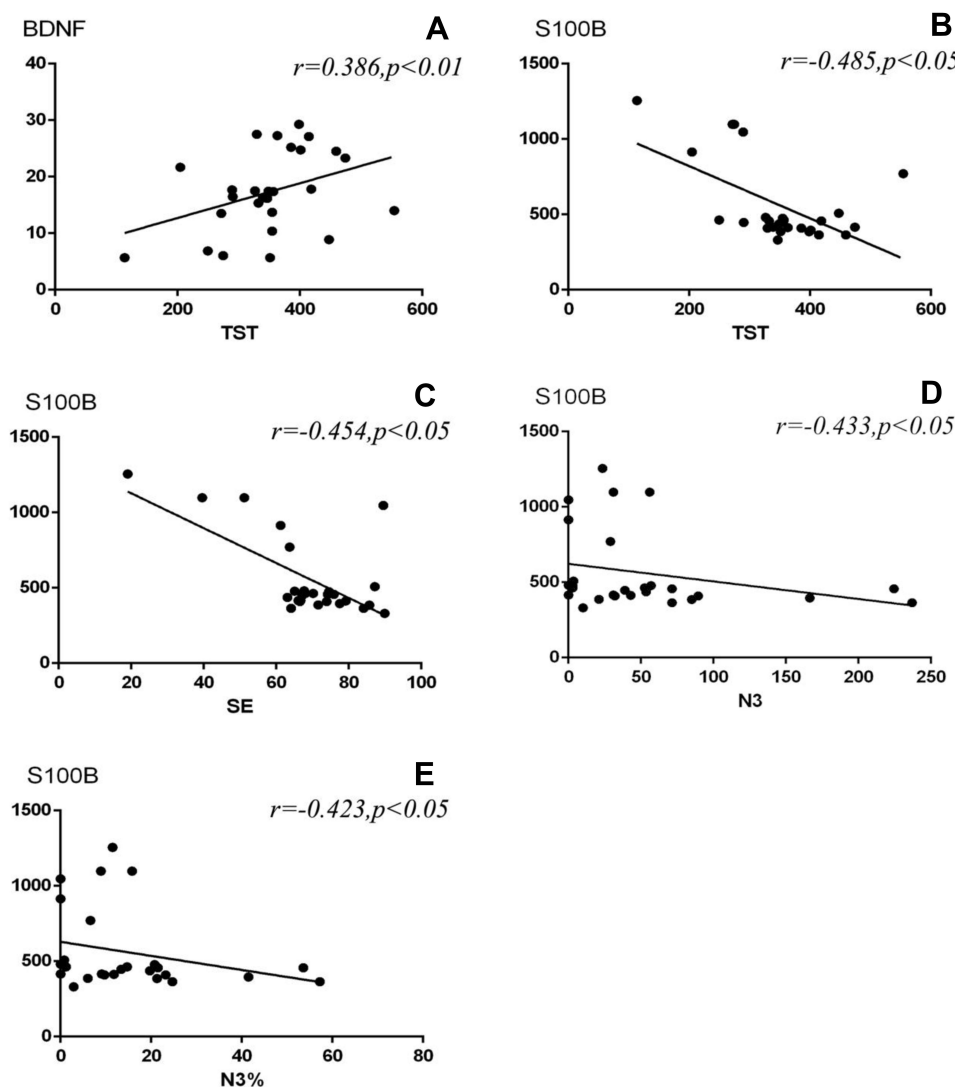 BDNF
A
r=0.386,p<0.01
40
30
20
10
0
0 200 400 600
TST
S100B
B
r=-0.485,p<0.05
1500
1000
500
0
0 200 400 600
TST
S100B
C
r=-0.454,p<0.05
1500
1000
500
0
0 20 40 60 80 100
SE
S100B
D
r=-0.433,p<0.05
1500
1000
500
0
0 50 100 150 200 250
N3
S100B
E
r=-0.423,p<0.05
1500
1000
500
0
0 20 40 60 80
N3%